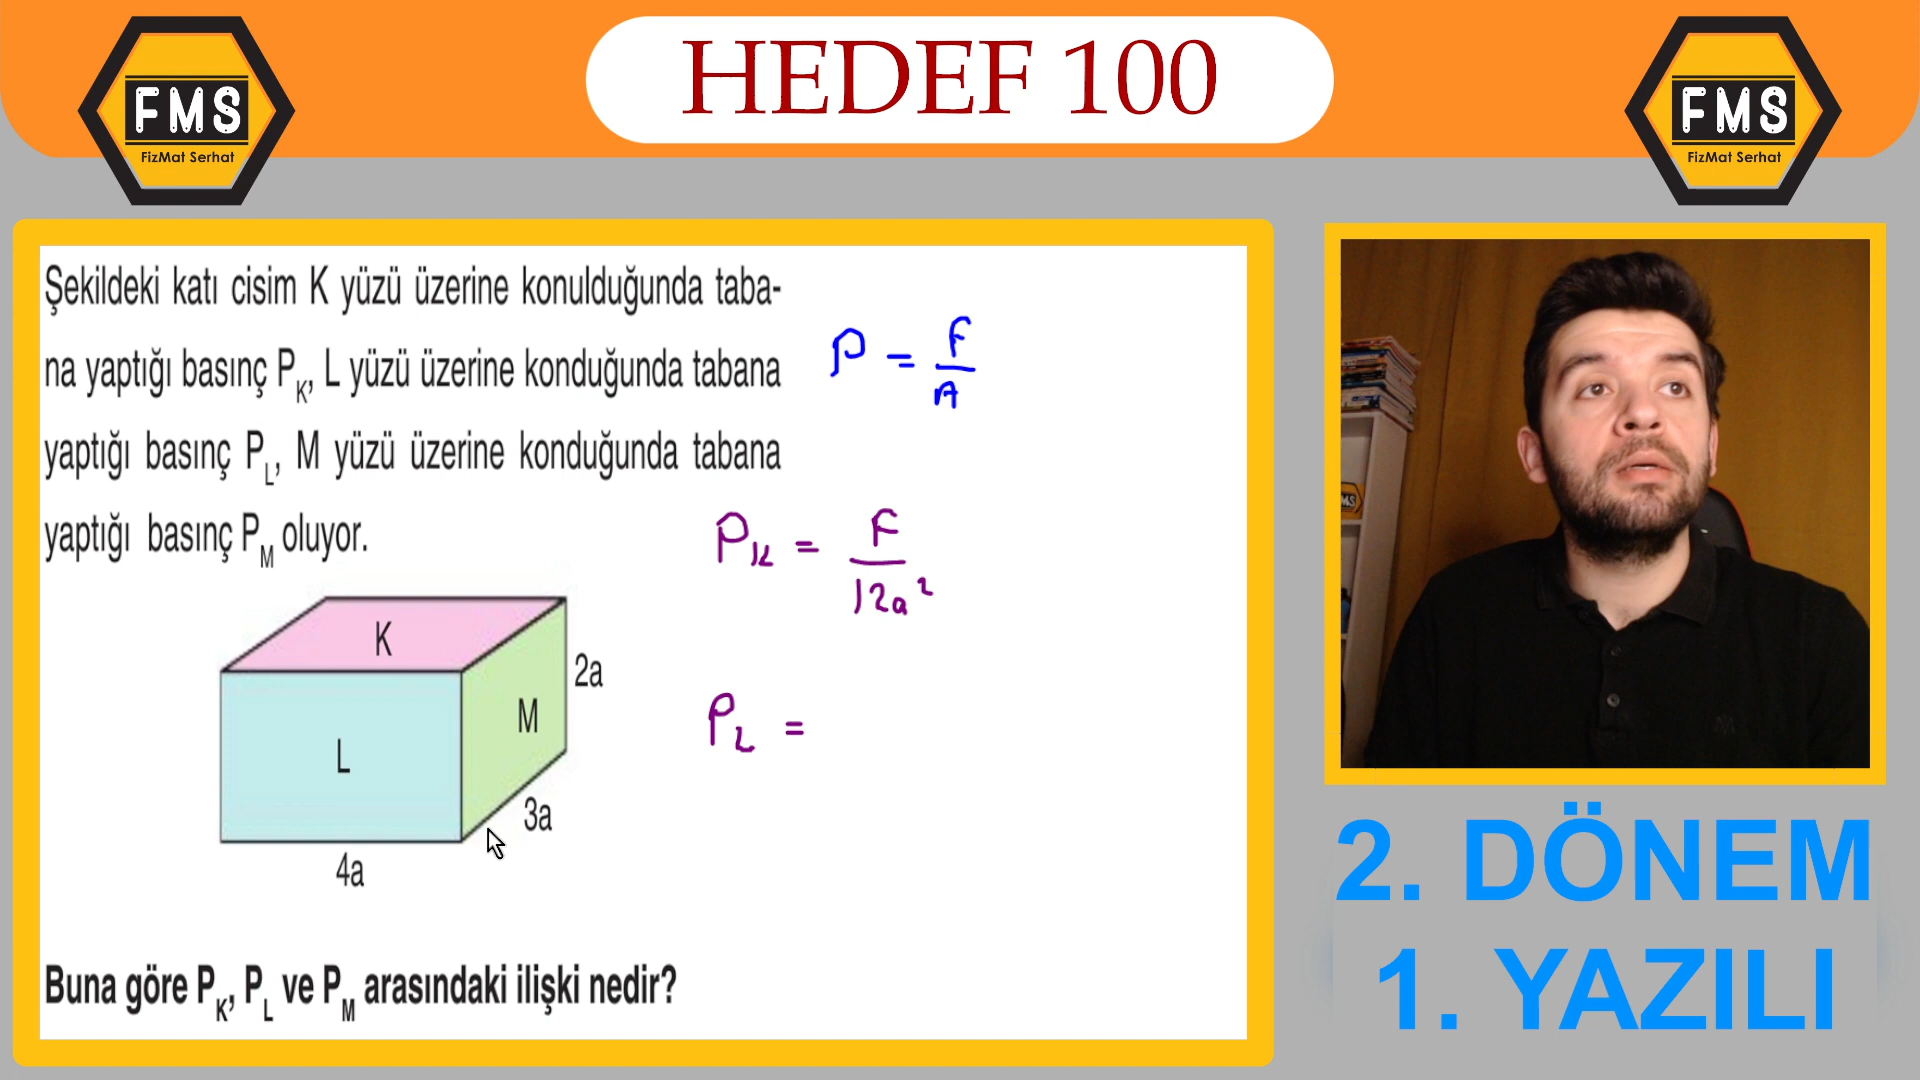 HEDEF 100
FMS
FizMat Serhat
FMS
FizMat Serhat
Şekildeki katı cisim K yüzü üzerine konulduğunda taba-
na yaptığı basınç P_K, L yüzü üzerine konduğunda tabana
yaptığı basınç P_L, M yüzü üzerine konduğunda tabana
yaptığı basınç P_M oluyor.
P = F/A
P_K = F/12a²
P_L =
K
L
M
2a
3a
4a
Buna göre P_K, P_L ve P_M arasındaki ilişki nedir?
MS
2. DÖNEM
1. YAZILI